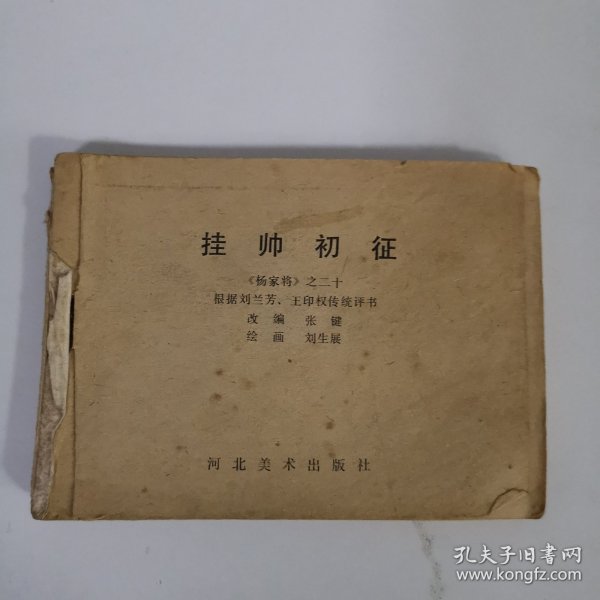 挂帅初征
《杨家将》之二十
根据刘兰芳、王印权传统评书
改编 张键
绘画 刘生展
河北美术出版社
孔夫子旧书网
www.kongfz.com